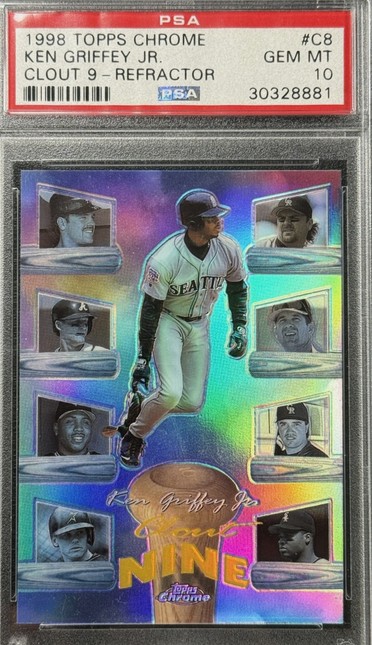 PSA
1998 TOPPS CHROME #C8
KEN GRIFFEY JR. GEM MT
CLOUT 9 - REFRACTOR 10
PSA 30328881
SEATTLE
Ken Griffey Jr.
Clout
NINE
TOPPS
Chrome